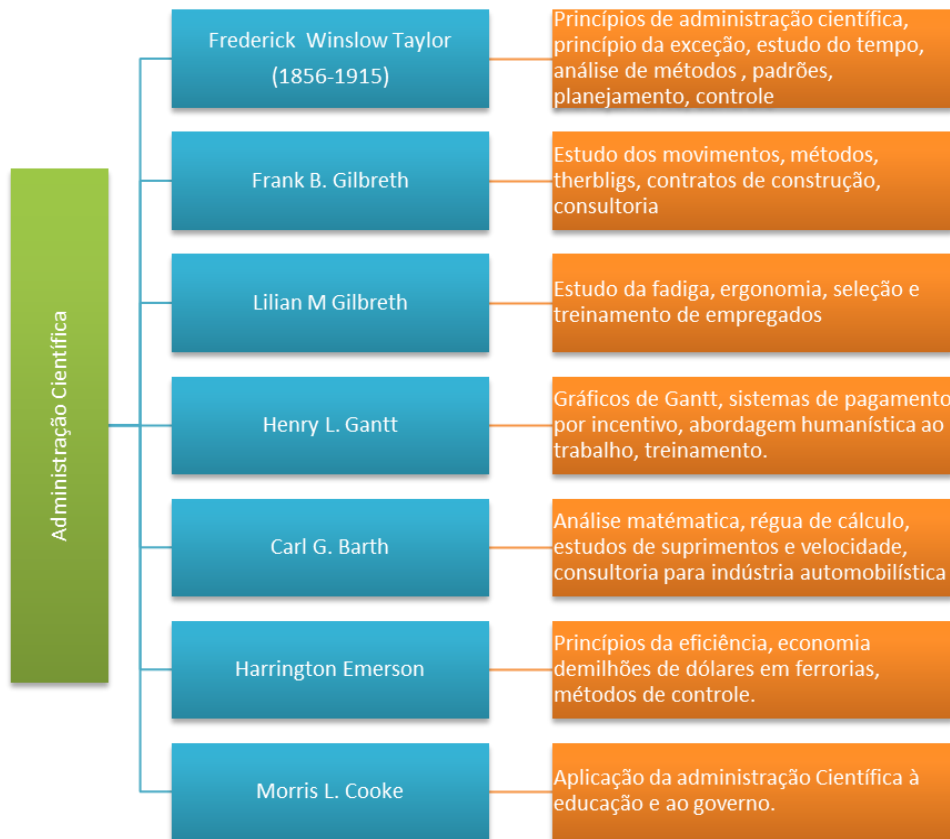 Administração Científica
Frederick Winslow Taylor
(1856-1915)
Princípios de administração científica,
princípio da exceção, estudo do tempo,
análise de métodos , padrões,
planejamento, controle
Frank B. Gilbreth
Estudo dos movimentos, métodos,
therbligs, contratos de construção,
consultoria
Lilian M Gilbreth
Estudo da fadiga, ergonomia, seleção e
treinamento de empregados
Henry L. Gantt
Gráficos de Gantt, sistemas de pagamento
por incentivo, abordagem humanística ao
trabalho, treinamento.
Carl G. Barth
Análise matématica, régua de cálculo,
estudos de suprimentos e velocidade,
consultoria para indústria automobilística
Harrington Emerson
Princípios da eficiência, economia
demilhões de dólares em ferrorias,
métodos de controle.
Morris L. Cooke
Aplicação da administração Científica à
educação e ao governo.